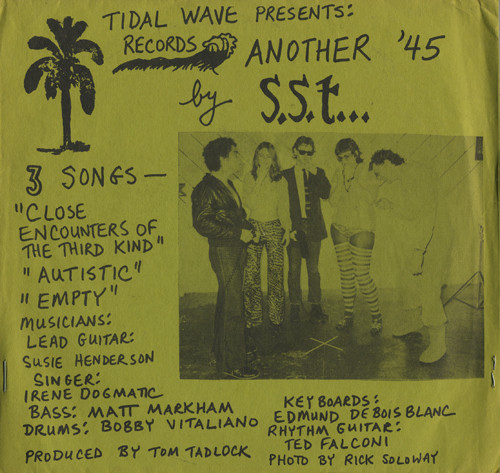 TIDAL WAVE PRESENTS:
RECORDS
ANOTHER '45
by S.S.t...
3 SONGS —
"CLOSE
ENCOUNTERS OF
THE THIRD KIND"
"AUTISTIC"
"EMPTY"
MUSICIANS:
LEAD GUITAR:
SUSIE HENDERSON
SINGER:
IRENE DOGMATIC
BASS: MATT MARKHAM
DRUMS: BOBBY VITALIANO
PRODUCED BY TOM TADLOCK
KEYBOARDS:
EDMUND DEBOIS BLANC
RHYTHM GUITAR:
TED FALCONI
PHOTO BY RICK SOLOWAY